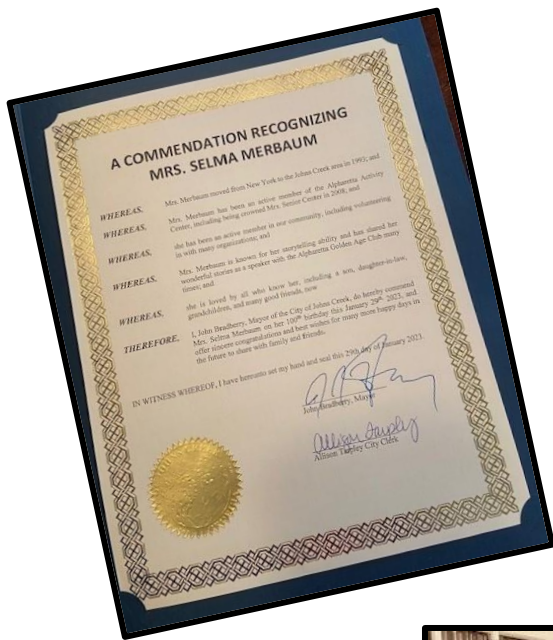 A COMMENDATION RECOGNIZING
MRS. SELMA MERBAUM
WHEREAS, Mrs. Merbaum moved from New York to the Johns Creek area in 1993; and
WHEREAS, Mrs. Merbaum has been an active member of the Alpharetta Activity
Center, including being crowned Mrs. Senior Center in 2008, and
WHEREAS, she has been an active member in our community, including volunteering
in with many organizations; and
WHEREAS, Mrs. Merbaum is known for her storytelling ability and has shared her
wonderful stories as a speaker with the Alpharetta Golden Age Club many
times; and
WHEREAS, she is loved by all who know her, including a son, daughter-in-law,
grandchildren, and many good friends, now
THEREFORE, I, John Bradberry, Mayor of the City of Johns Creek, do hereby commend
Mrs. Selma Merbaum on her 100th birthday this January 29th 2023, and
offer sincere congratulations and best wishes for many more happy days in
the future to share with family and friends.
IN WITNESS WHEREOF, I have hereunto set my hand and seal this 29th day of January 2023.
John Bradberry, Mayor
Allison Tarpley
Allison Tarpley City Clerk